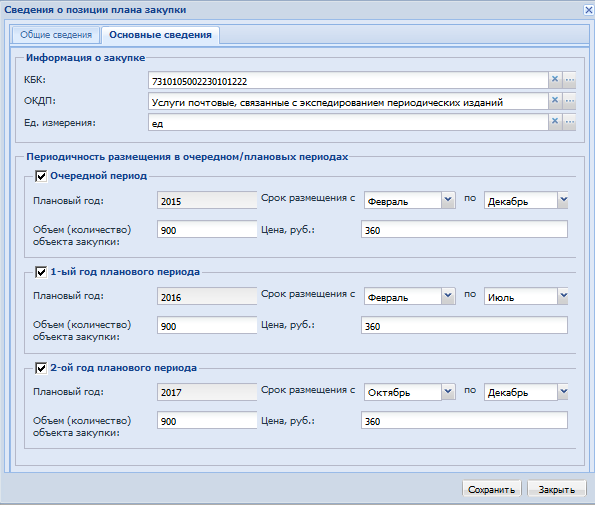 Сведения о позиции плана закупки
Общие сведения Основные сведения
Информация о закупке
КБК: 7310105002230101222
ОКДП: Услуги почтовые, связанные с экспедированием периодических изданий
Ед. измерения: ед
Периодичность размещения в очередном/плановых периодах
Очередной период
Плановый год: 2015 Срок размещения с Февраль по Декабрь
Объем (количество) 900 Цена, руб.: 360
объекта закупки:
1-ый год планового периода
Плановый год: 2016 Срок размещения с Февраль по Июль
Объем (количество) 900 Цена, руб.: 360
объекта закупки:
2-ой год планового периода
Плановый год: 2017 Срок размещения с Октябрь по Декабрь
Объем (количество) 900 Цена, руб.: 360
объекта закупки:
Сохранить Закрыть